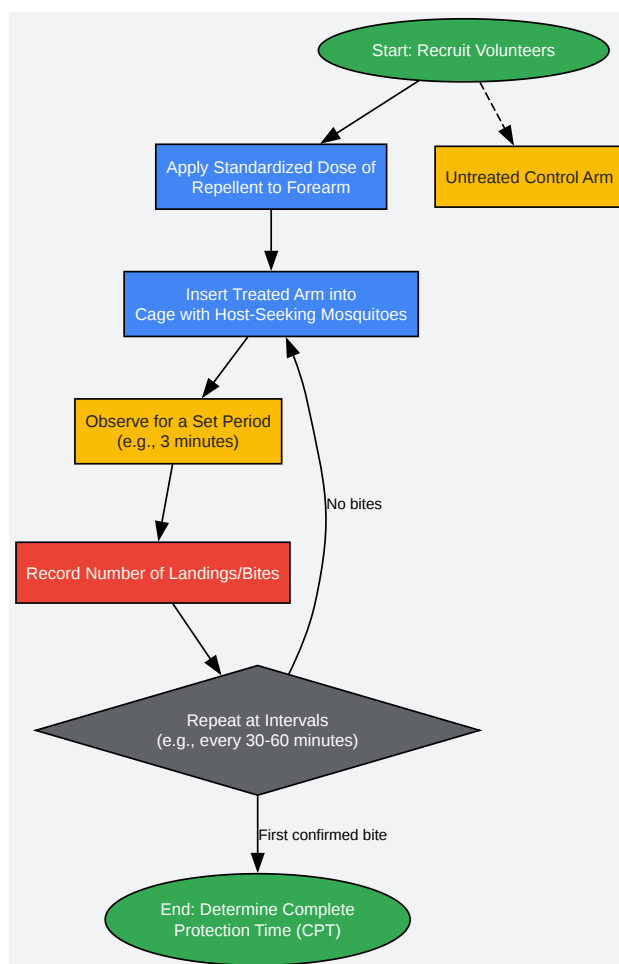 Start: Recruit Volunteers
Apply Standardized Dose of
Repellent to Forearm
Untreated Control Arm
Insert Treated Arm into
Cage with Host-Seeking Mosquitoes
Observe for a Set Period
(e.g., 3 minutes)
No bites
Record Number of Landings/Bites
Repeat at Intervals
(e.g., every 30-60 minutes)
First confirmed bite
End: Determine Complete
Protection Time (CPT)